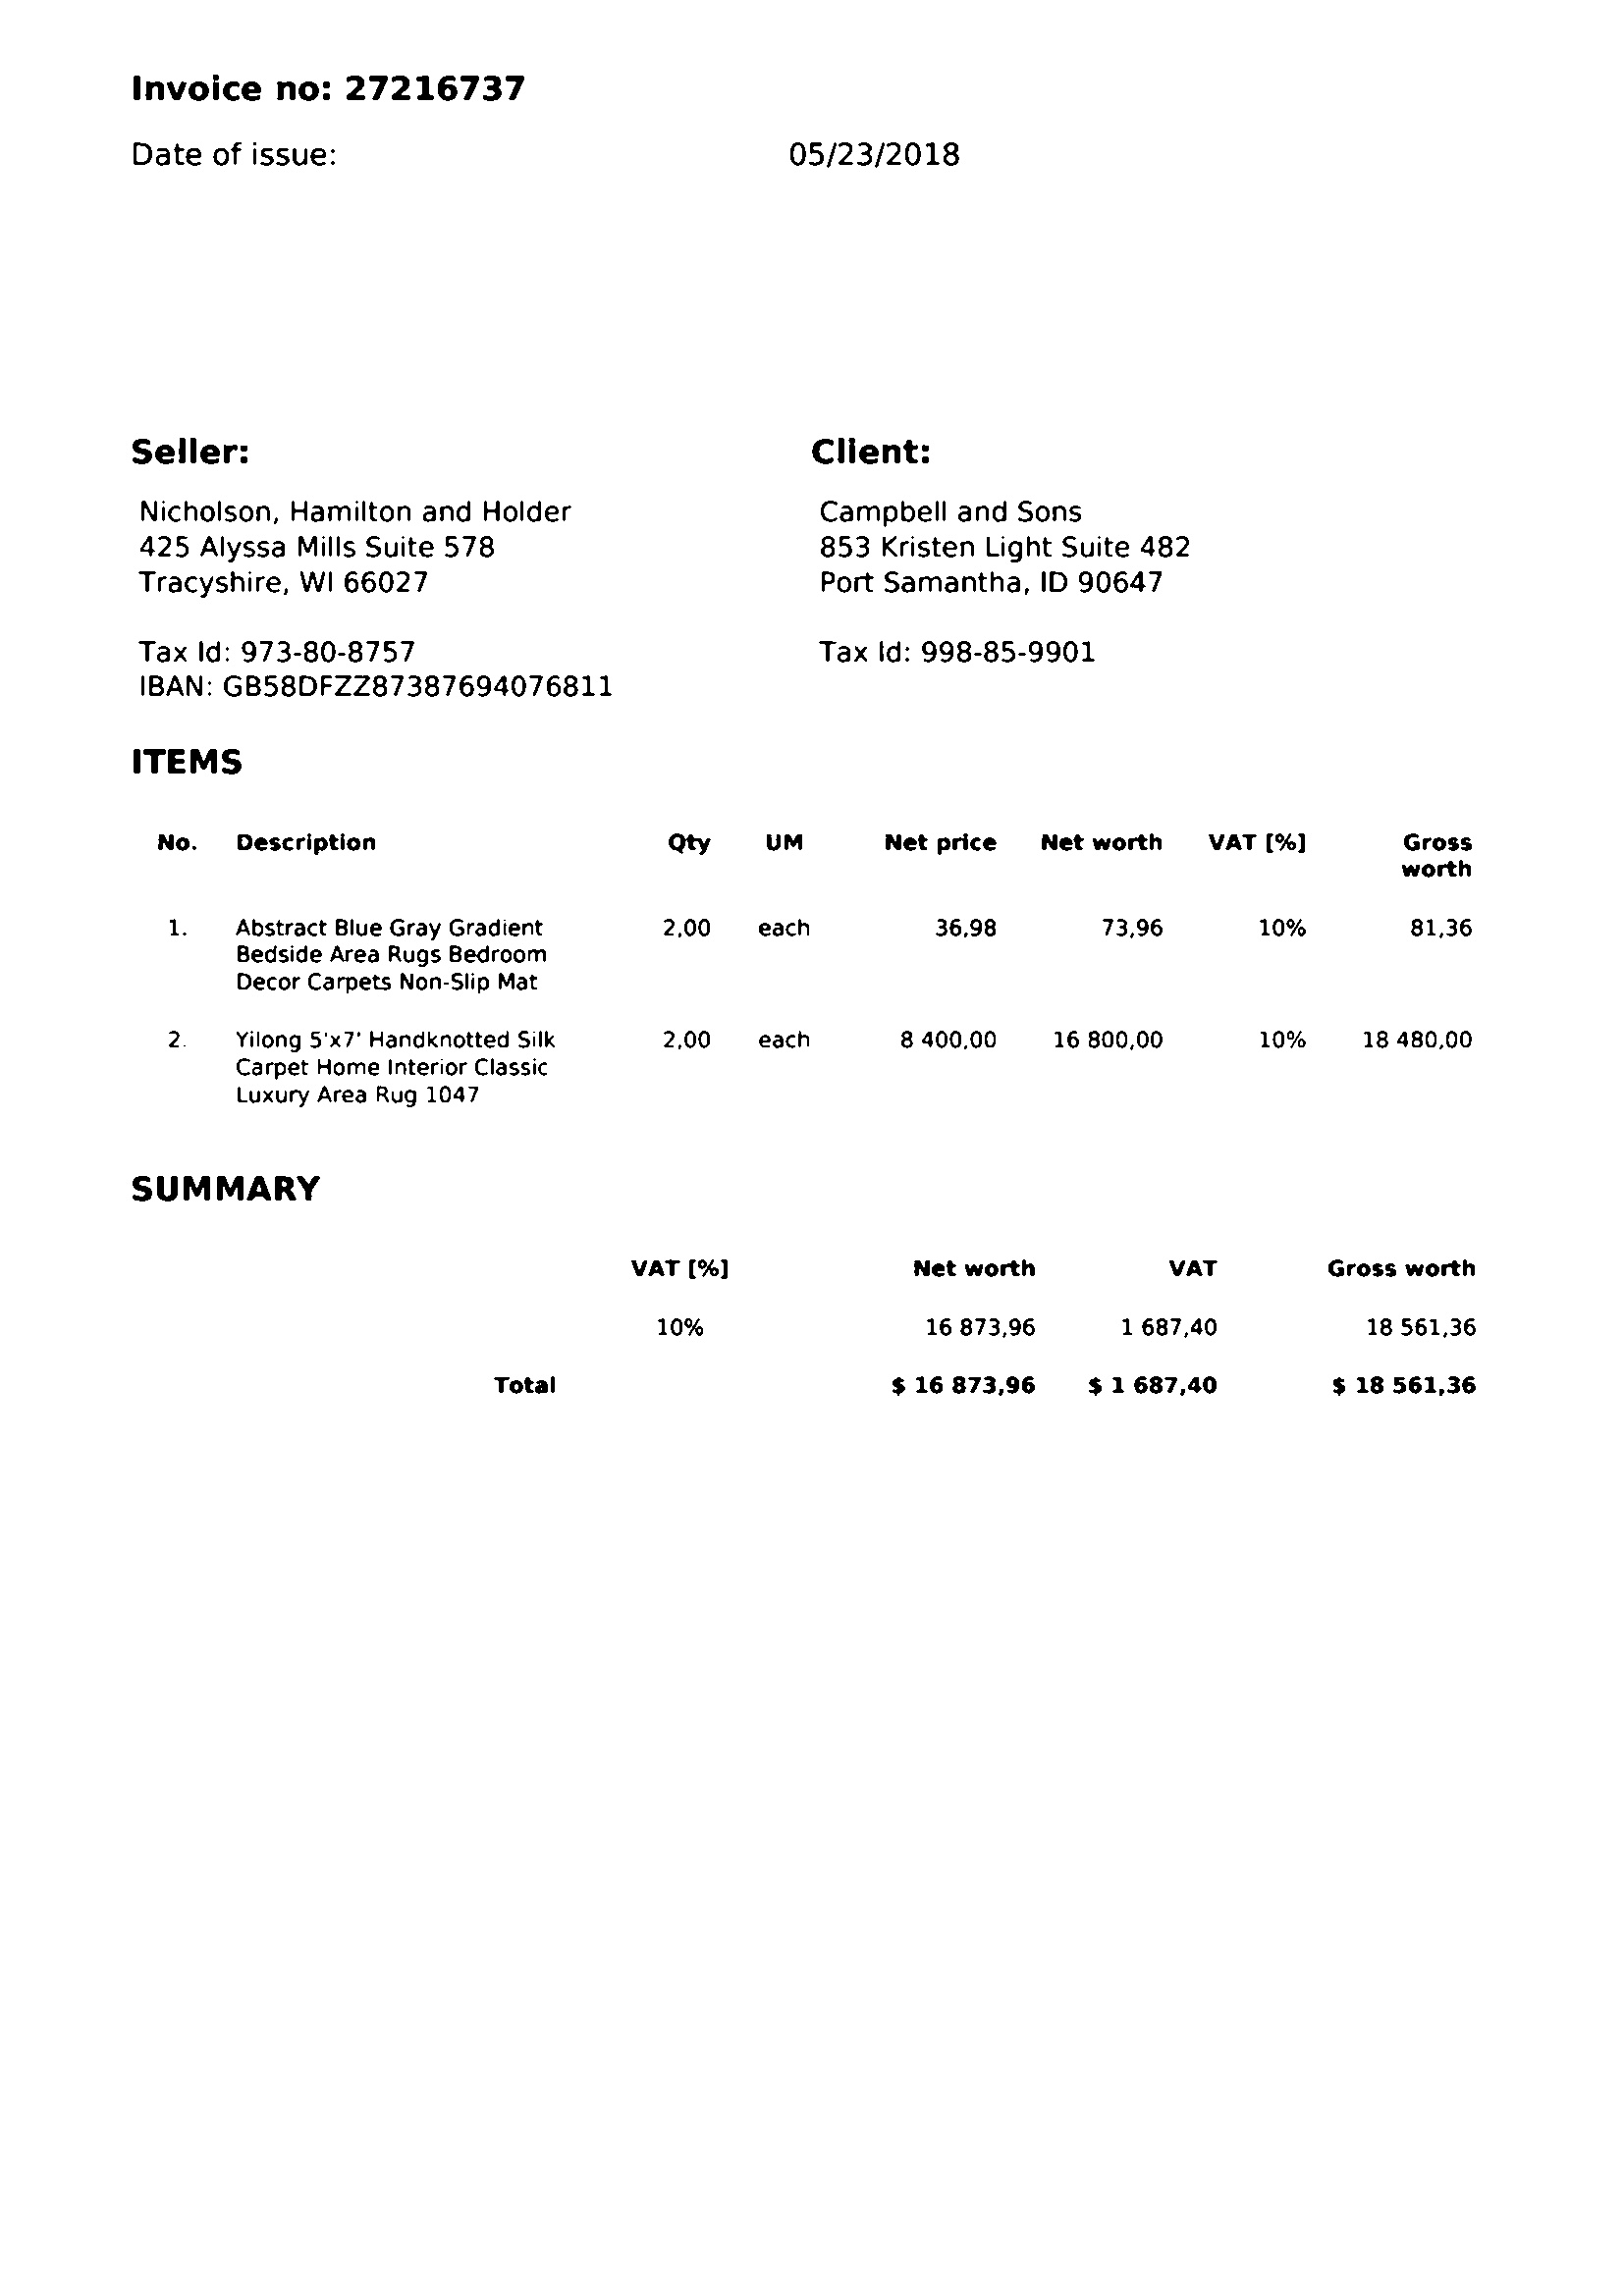 Invoice no: 27216737
Date of issue: 05/23/2018
Seller:
Nicholson, Hamilton and Holder
425 Alyssa Mills Suite 578
Tracyshire, WI 66027
Tax Id: 973-80-8757
IBAN: GB58DFZZ87387694076811
Client:
Campbell and Sons
853 Kristen Light Suite 482
Port Samantha, ID 90647
Tax Id: 998-85-9901
ITEMS
No. Description Qty UM Net price Net worth VAT [%] Gross
worth
1. Abstract Blue Gray Gradient 2,00 each 36,98 73,96 10% 81,36
Bedside Area Rugs Bedroom
Decor Carpets Non-Slip Mat
2. Yilong 5'x7' Handknotted Silk 2,00 each 8 400,00 16 800,00 10% 18 480,00
Carpet Home Interior Classic
Luxury Area Rug 1047
SUMMARY
VAT [%] Net worth VAT Gross worth
10% 16 873,96 1 687,40 18 561,36
Total $ 16 873,96 $ 1 687,40 $ 18 561,36